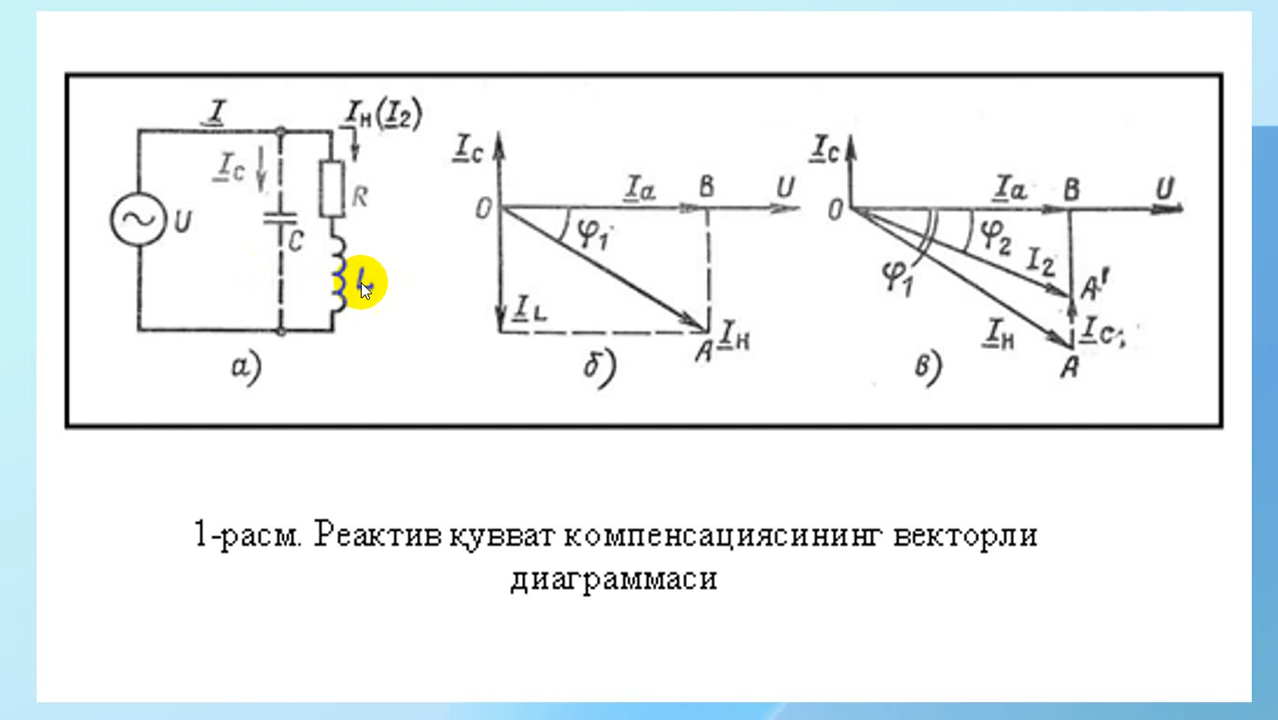 I Iн(I2)
Ic R
U C L
а)
Ic
O Ia B U
φ1
IL
A Iн
б)
Ic
O Ia B U
φ2
φ1 I2
A'
Iн Ic
A
в)
1-расм. Реактив қувват компенсациясининг векторли
диаграммаси